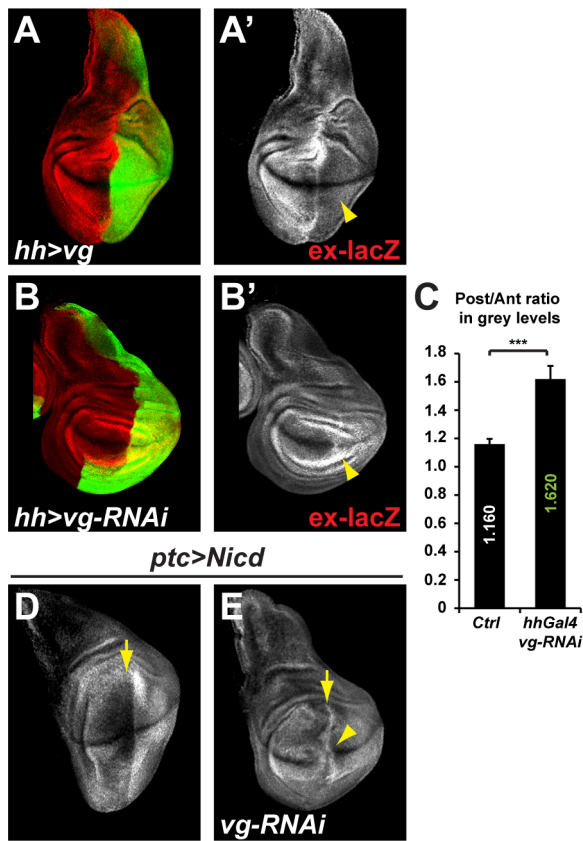 A
A'
hh>vg
ex-lacZ
B
B'
hh>vg-RNAi
ex-lacZ
C
Post/Ant ratio
in grey levels
***
1.8
1.6
1.4
1.2
1.0
0.8
0.6
0.4
0.2
0
1.160
1.620
Ctrl
hhGal4
vg-RNAi
ptc>Nicd
D
E
vg-RNAi